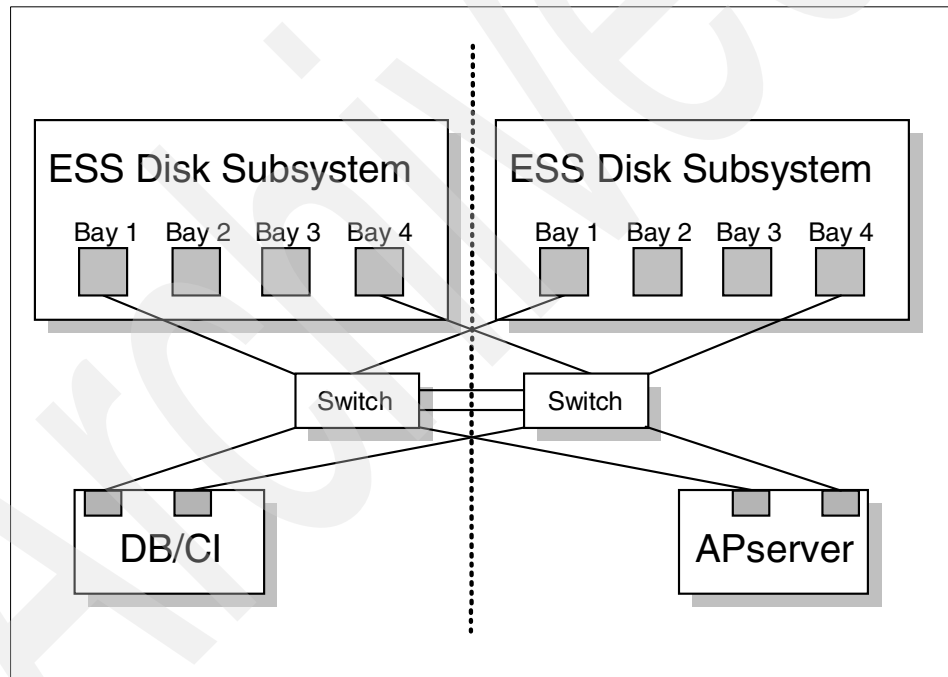 ESS Disk Subsystem
Bay 1 Bay 2 Bay 3 Bay 4
ESS Disk Subsystem
Bay 1 Bay 2 Bay 3 Bay 4
Switch
Switch
DB/CI
APserver
Archived